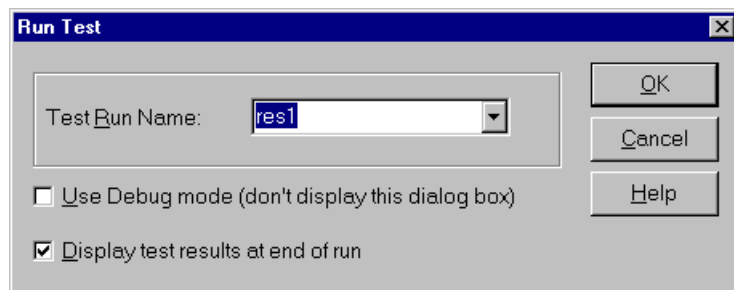 Run Test
Test Run Name:
res1
OK
Cancel
Help
Use Debug mode (don't display this dialog box)
Display test results at end of run